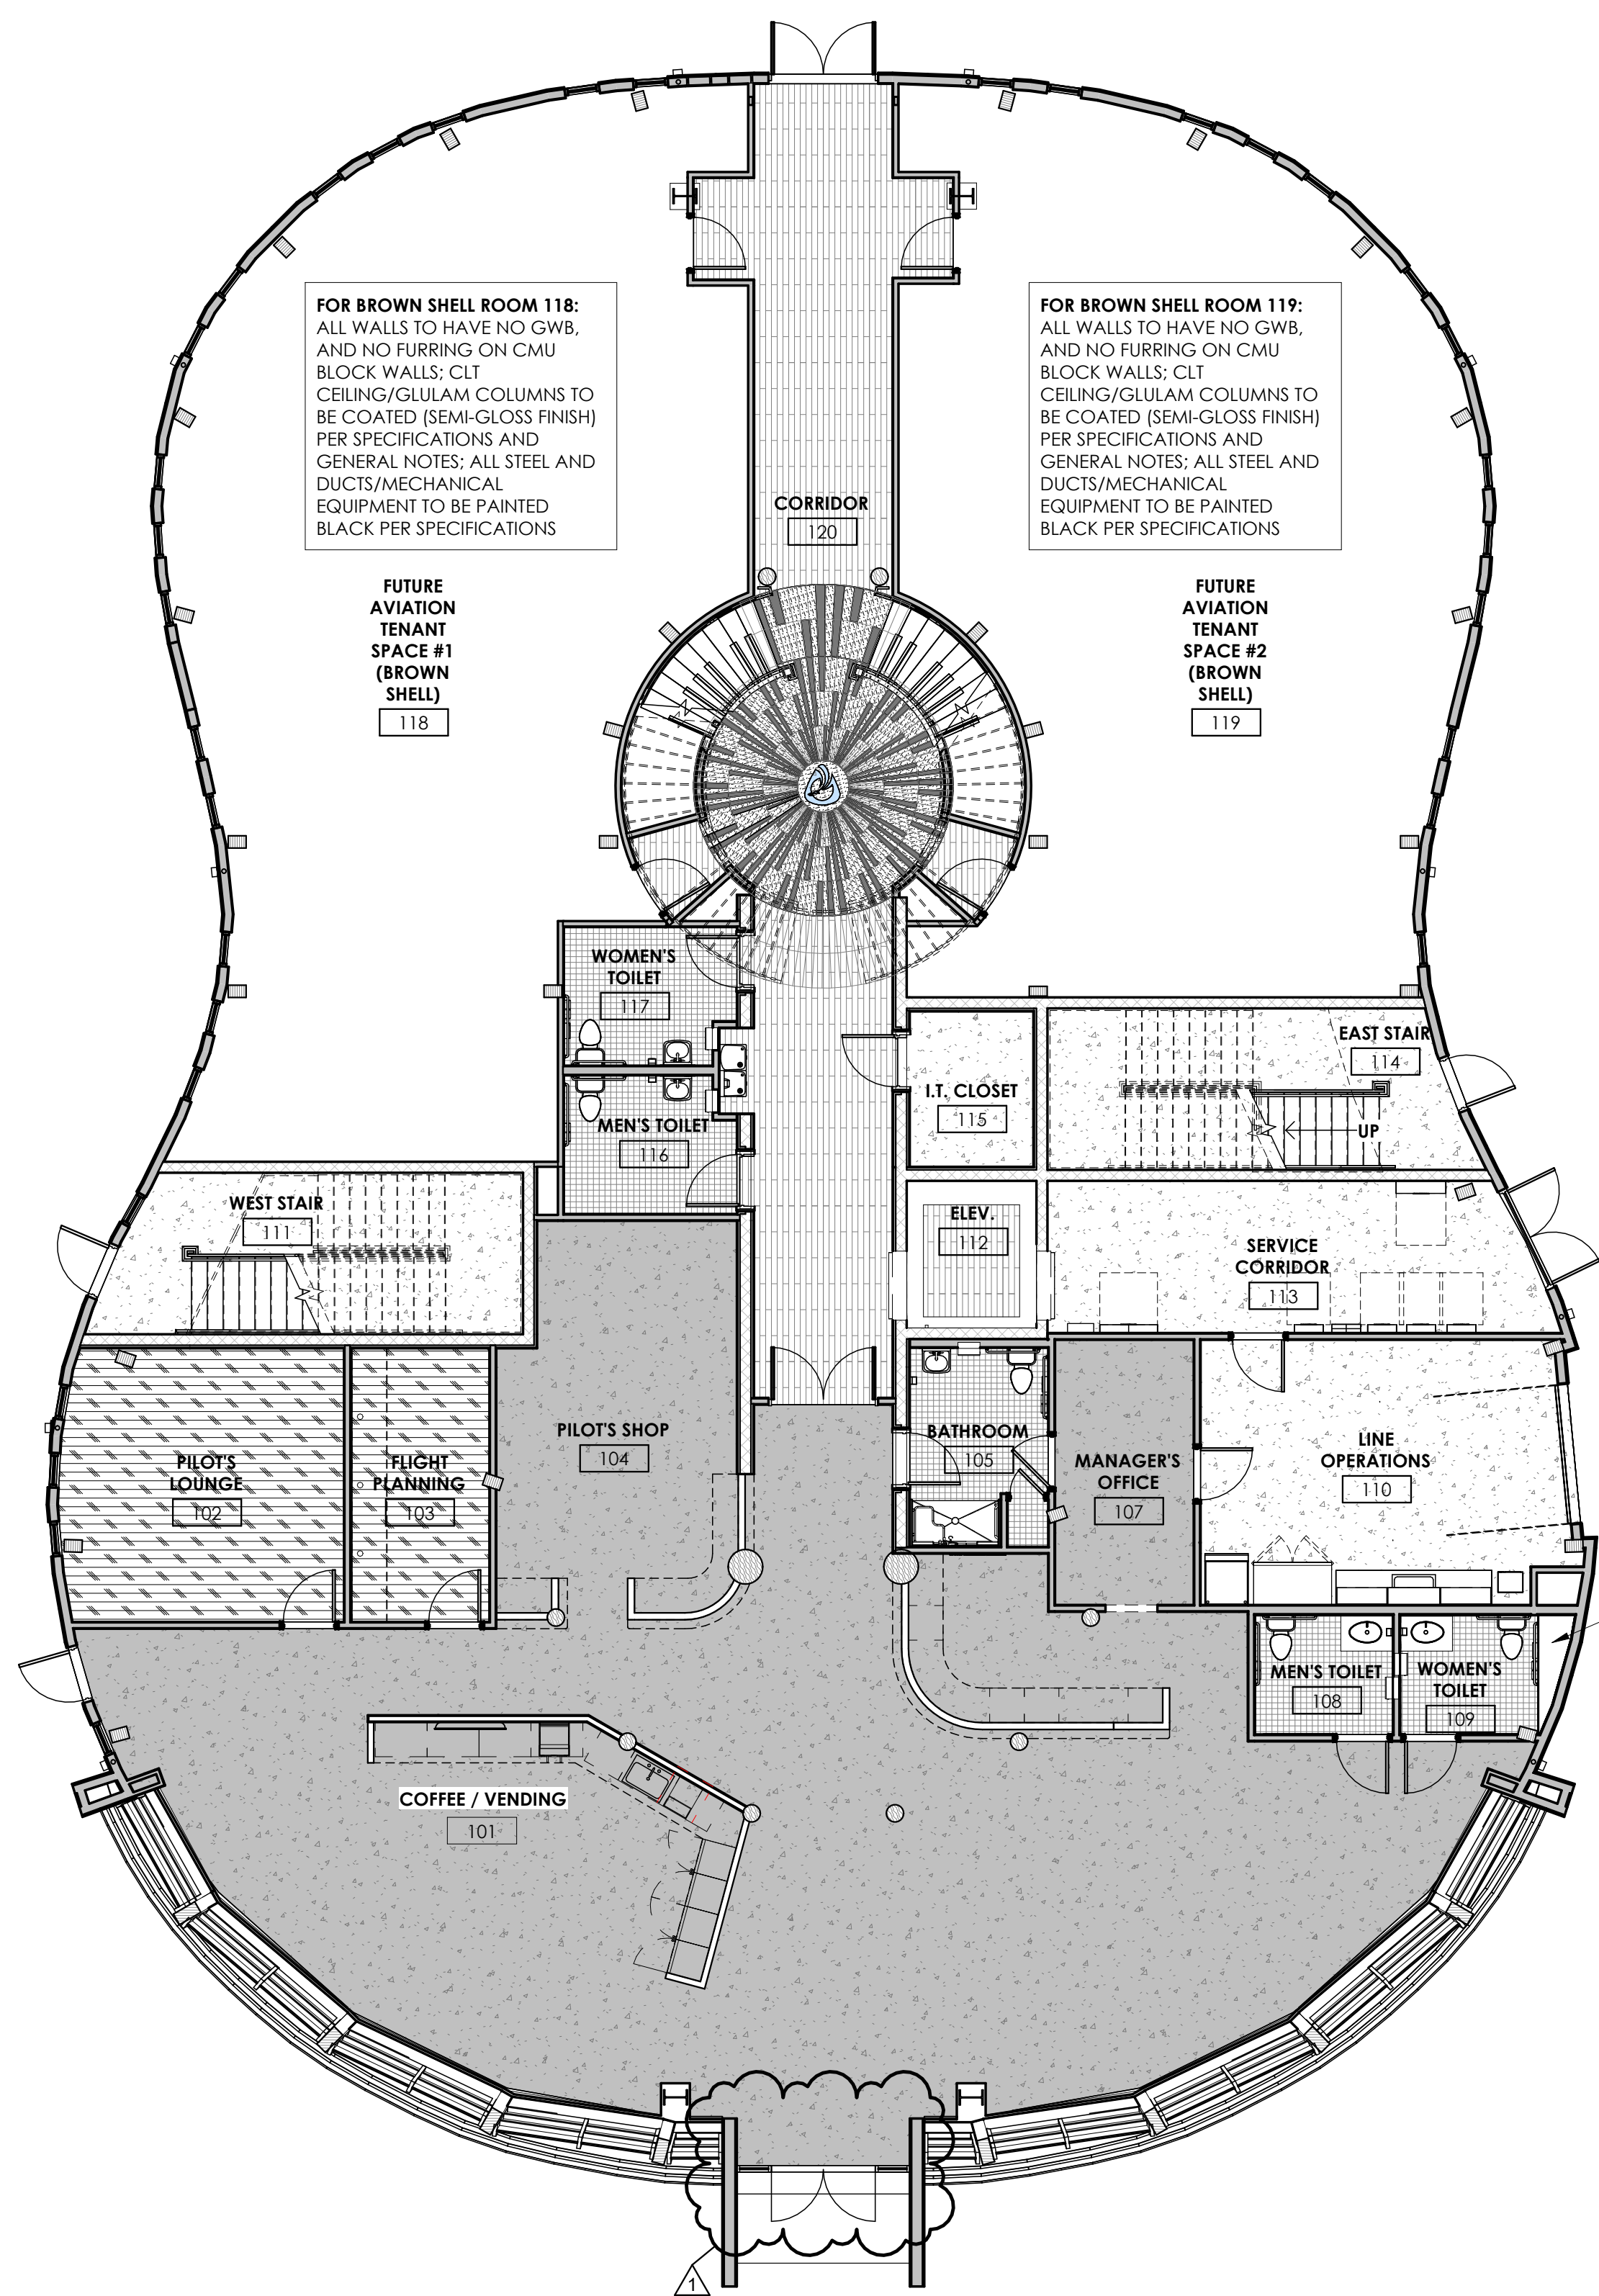 FOR BROWN SHELL ROOM 118:
ALL WALLS TO HAVE NO GWB,
AND NO FURRING ON CMU
BLOCK WALLS; CLT
CEILING/GLULAM COLUMNS TO
BE COATED (SEMI-GLOSS FINISH)
PER SPECIFICATIONS AND
GENERAL NOTES; ALL STEEL AND
DUCTS/MECHANICAL
EQUIPMENT TO BE PAINTED
BLACK PER SPECIFICATIONS
FOR BROWN SHELL ROOM 119:
ALL WALLS TO HAVE NO GWB,
AND NO FURRING ON CMU
BLOCK WALLS; CLT
CEILING/GLULAM COLUMNS TO
BE COATED (SEMI-GLOSS FINISH)
PER SPECIFICATIONS AND
GENERAL NOTES; ALL STEEL AND
DUCTS/MECHANICAL
EQUIPMENT TO BE PAINTED
BLACK PER SPECIFICATIONS
CORRIDOR
120
FUTURE
AVIATION
TENANT
SPACE #1
(BROWN
SHELL)
118
FUTURE
AVIATION
TENANT
SPACE #2
(BROWN
SHELL)
119
WOMEN'S
TOILET
117
MEN'S TOILET
116
I.T. CLOSET
115
EAST STAIR
114
UP
WEST STAIR
111
ELEV.
112
SERVICE
CORRIDOR
113
PILOT'S
LOUNGE
102
FLIGHT
PLANNING
103
PILOT'S SHOP
104
BATHROOM
105
MANAGER'S
OFFICE
107
LINE
OPERATIONS
110
MEN'S TOILET
108
WOMEN'S
TOILET
109
COFFEE / VENDING
101
1